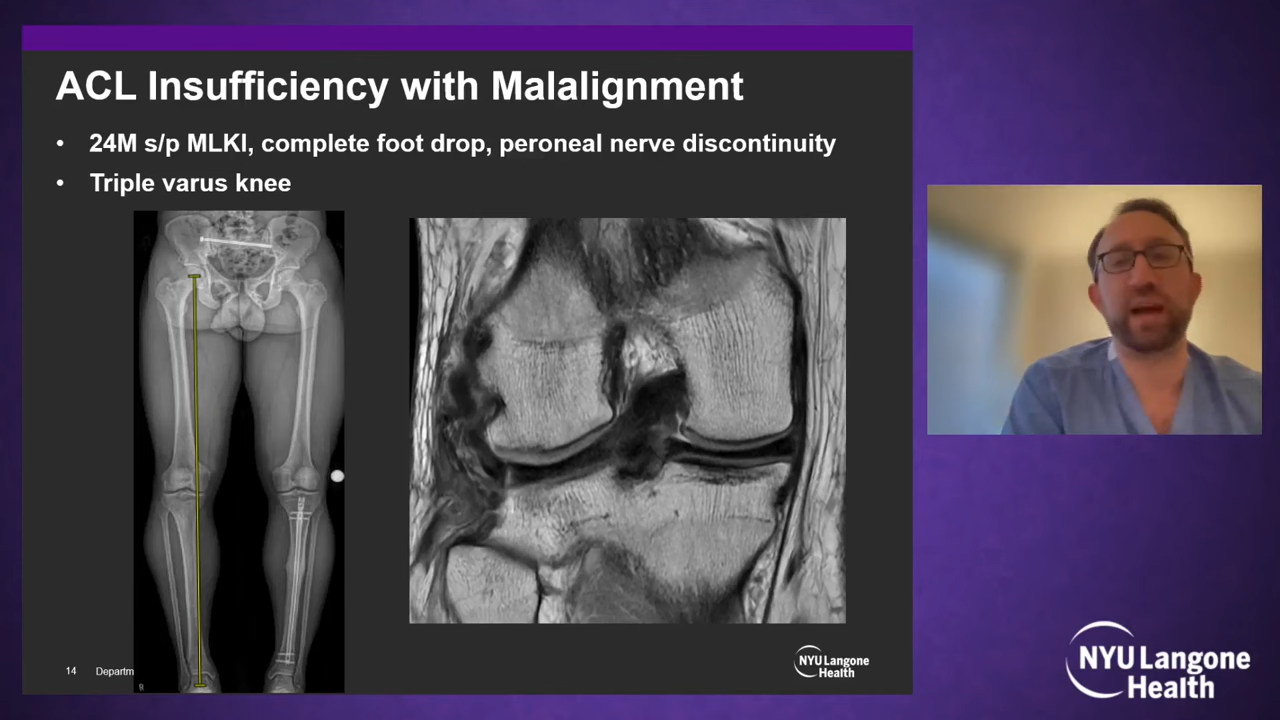 ACL Insufficiency with Malalignment
• 24M s/p MLKI, complete foot drop, peroneal nerve discontinuity
• Triple varus knee
14 Departm
NYU Langone
Health
NYU Langone
Health